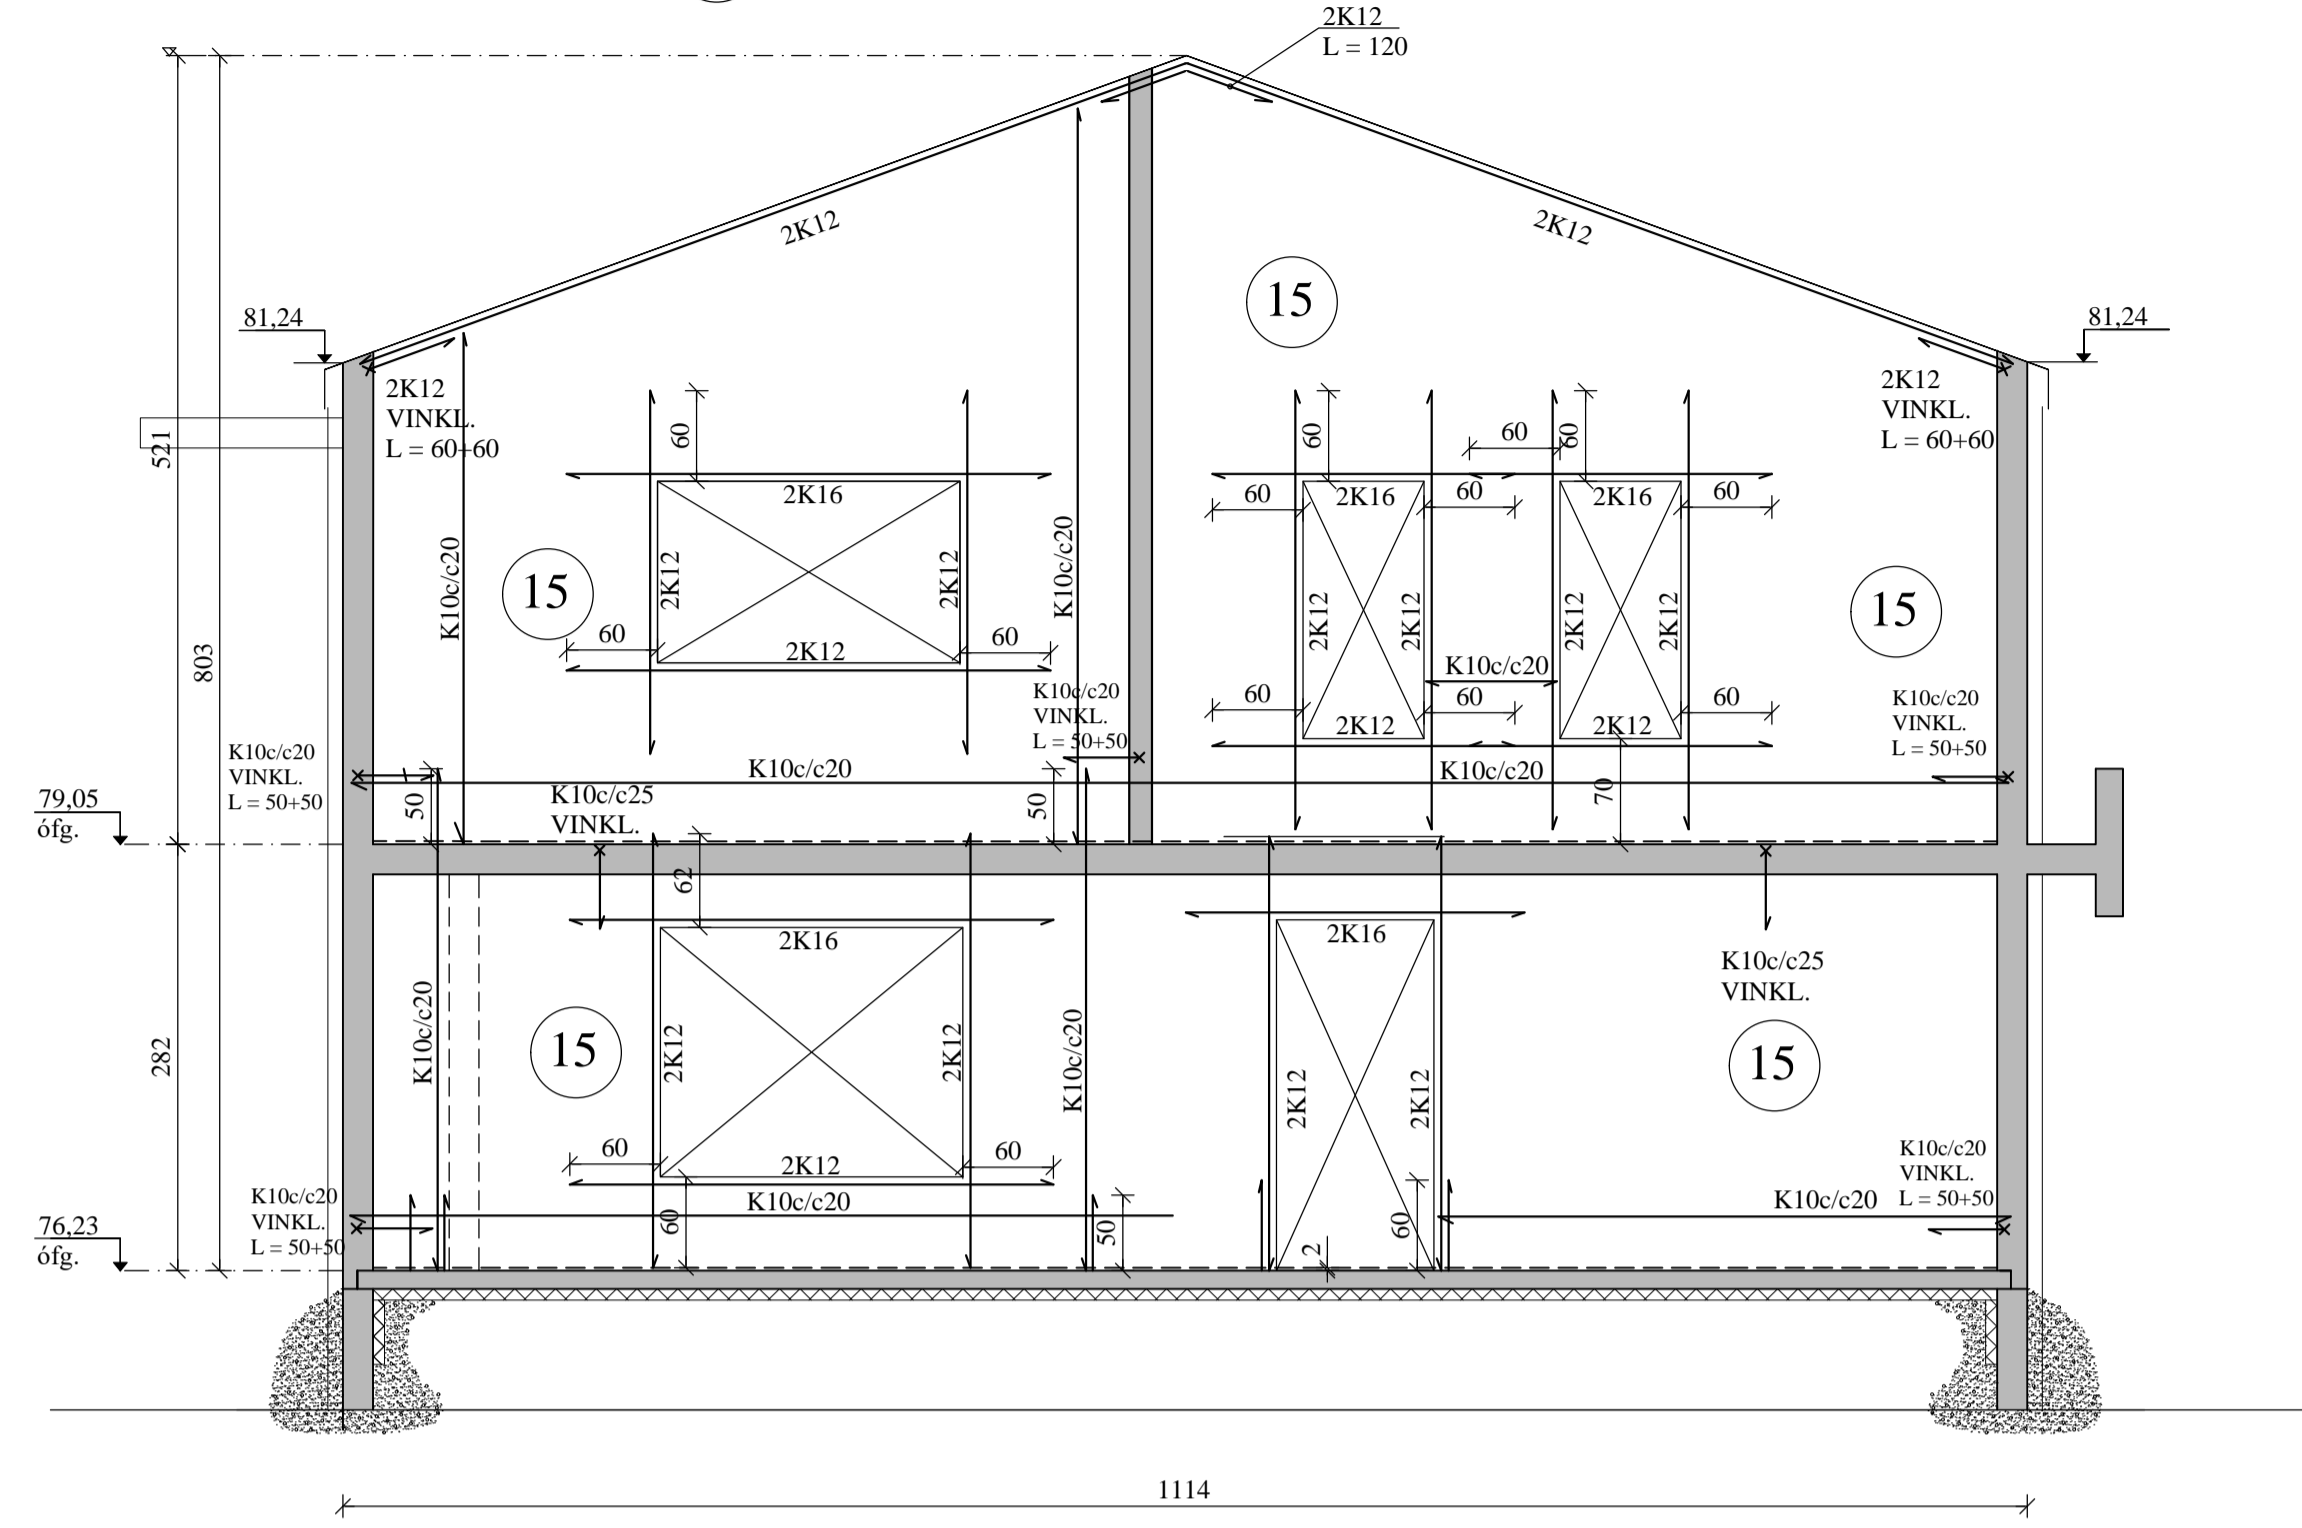 2K12
L = 120
2K12
2K12
15
81,24
81,24
2K12
VINKL.
L = 60+60
2K12
VINKL.
L = 60+60
521
60
60
60
60
2K16
60
2K16
60
2K16
60
K10c/c20
15
2K12
2K12
K10c/c20
2K12
2K12
2K12
2K12
15
803
60
2K12
60
K10c/c20
60
2K12
60
2K12
60
K10c/c20
VINKL.
L = 50+50
K10c/c20
VINKL.
L = 50+50
K10c/c20
VINKL.
L = 50+50
K10c/c20
K10c/c20
79,05
ófg.
50
K10c/c25
VINKL.
50
70
62
2K16
2K16
K10c/c25
VINKL.
282
K10c/c20
15
2K12
2K12
K10c/c20
2K12
2K12
15
60
2K12
60
K10c/c20
VINKL.
L = 50+50
K10c/c20
VINKL.
L = 50+50
K10c/c20
K10c/c20
76,23
ófg.
60
50
2
60
1114